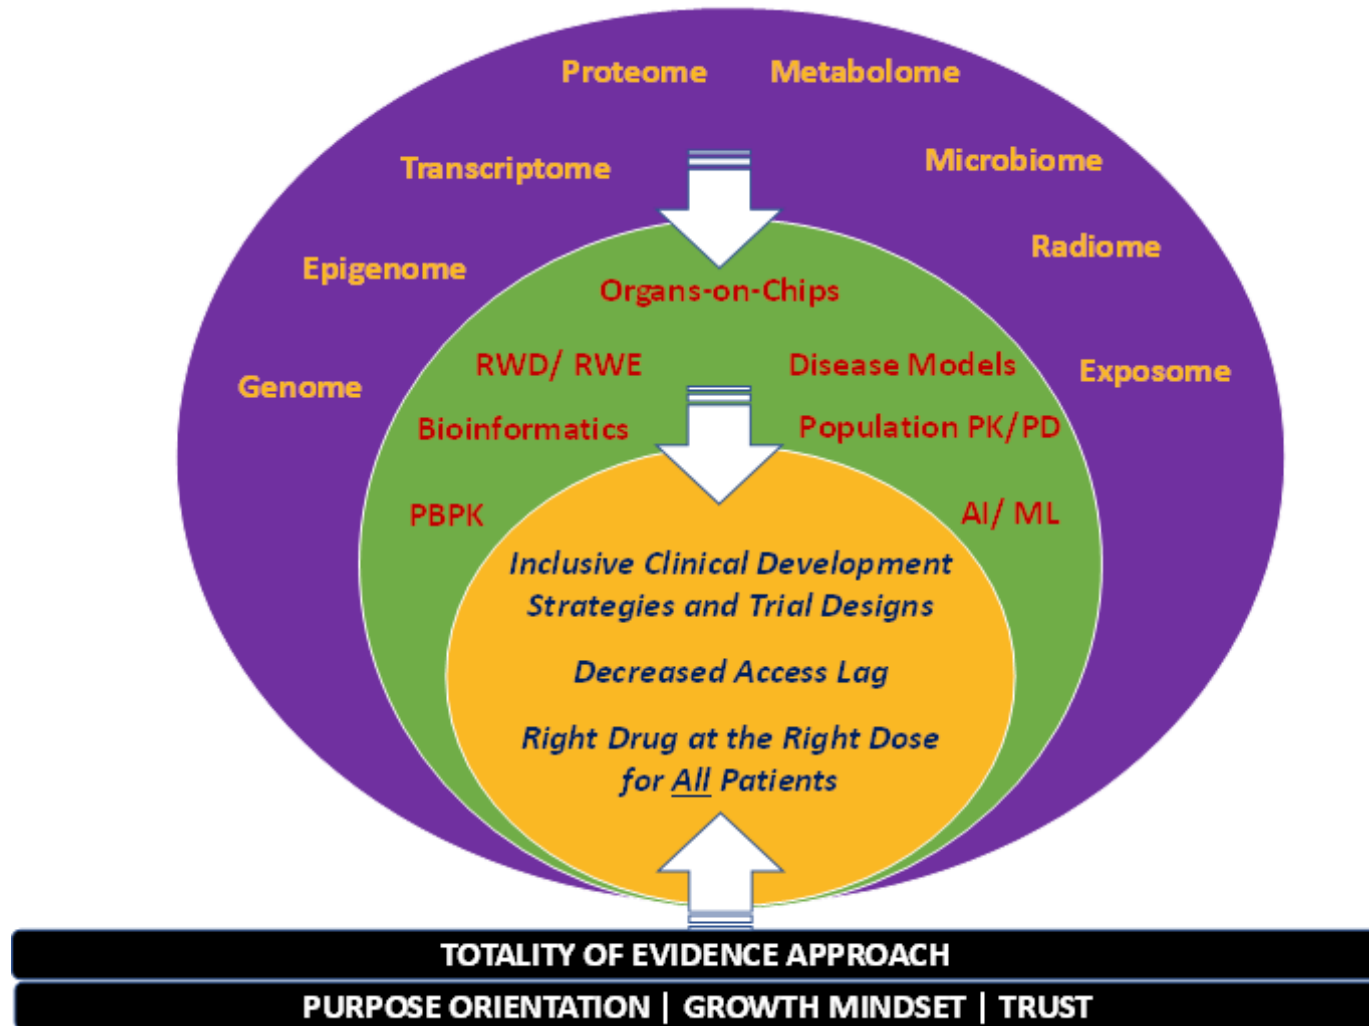 Proteome
Metabolome
Transcriptome
Microbiome
Radiome
Epigenome
Organs-on-Chips
RWD/ RWE
Disease Models
Exposome
Genome
Bioinformatics
Population PK/PD
PBPK
AI/ ML
Inclusive Clinical Development
Strategies and Trial Designs
Decreased Access Lag
Right Drug at the Right Dose
for All Patients
TOTALITY OF EVIDENCE APPROACH
PURPOSE ORIENTATION | GROWTH MINDSET | TRUST